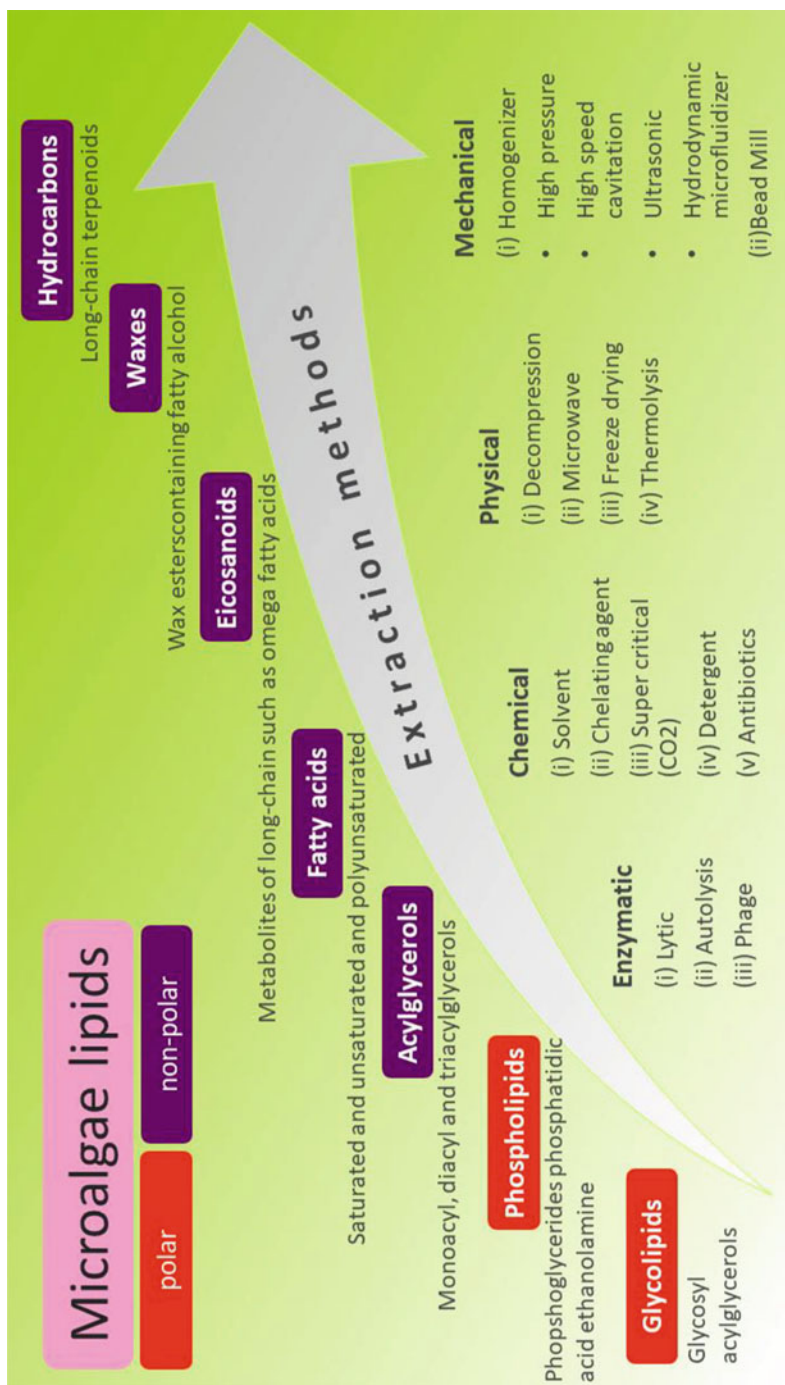 Microalgae lipids
polar
non-polar
Glycolipids
Glycosyl
acylglycerols
Phospholipids
Phopshoglycerides phosphatidic
acid ethanolamine
Acylglycerols
Monoacyl, diacyl and triacylglycerols
Fatty acids
Saturated and unsaturated and polyunsaturated
Eicosanoids
Metabolites of long-chain such as omega fatty acids
Waxes
Wax esterscontaining fatty alcohol
Hydrocarbons
Long-chain terpenoids
Extraction methods
Enzymatic
(i) Lytic
(ii) Autolysis
(iii) Phage
Chemical
(i) Solvent
(ii) Chelating agent
(iii) Super critical
(CO2)
(iv) Detergent
(v) Antibiotics
Physical
(i) Decompression
(ii) Microwave
(iii) Freeze drying
(iv) Thermolysis
Mechanical
(i) Homogenizer
• High pressure
• High speed
cavitation
• Ultrasonic
• Hydrodynamic
microfluidizer
(ii)Bead Mill